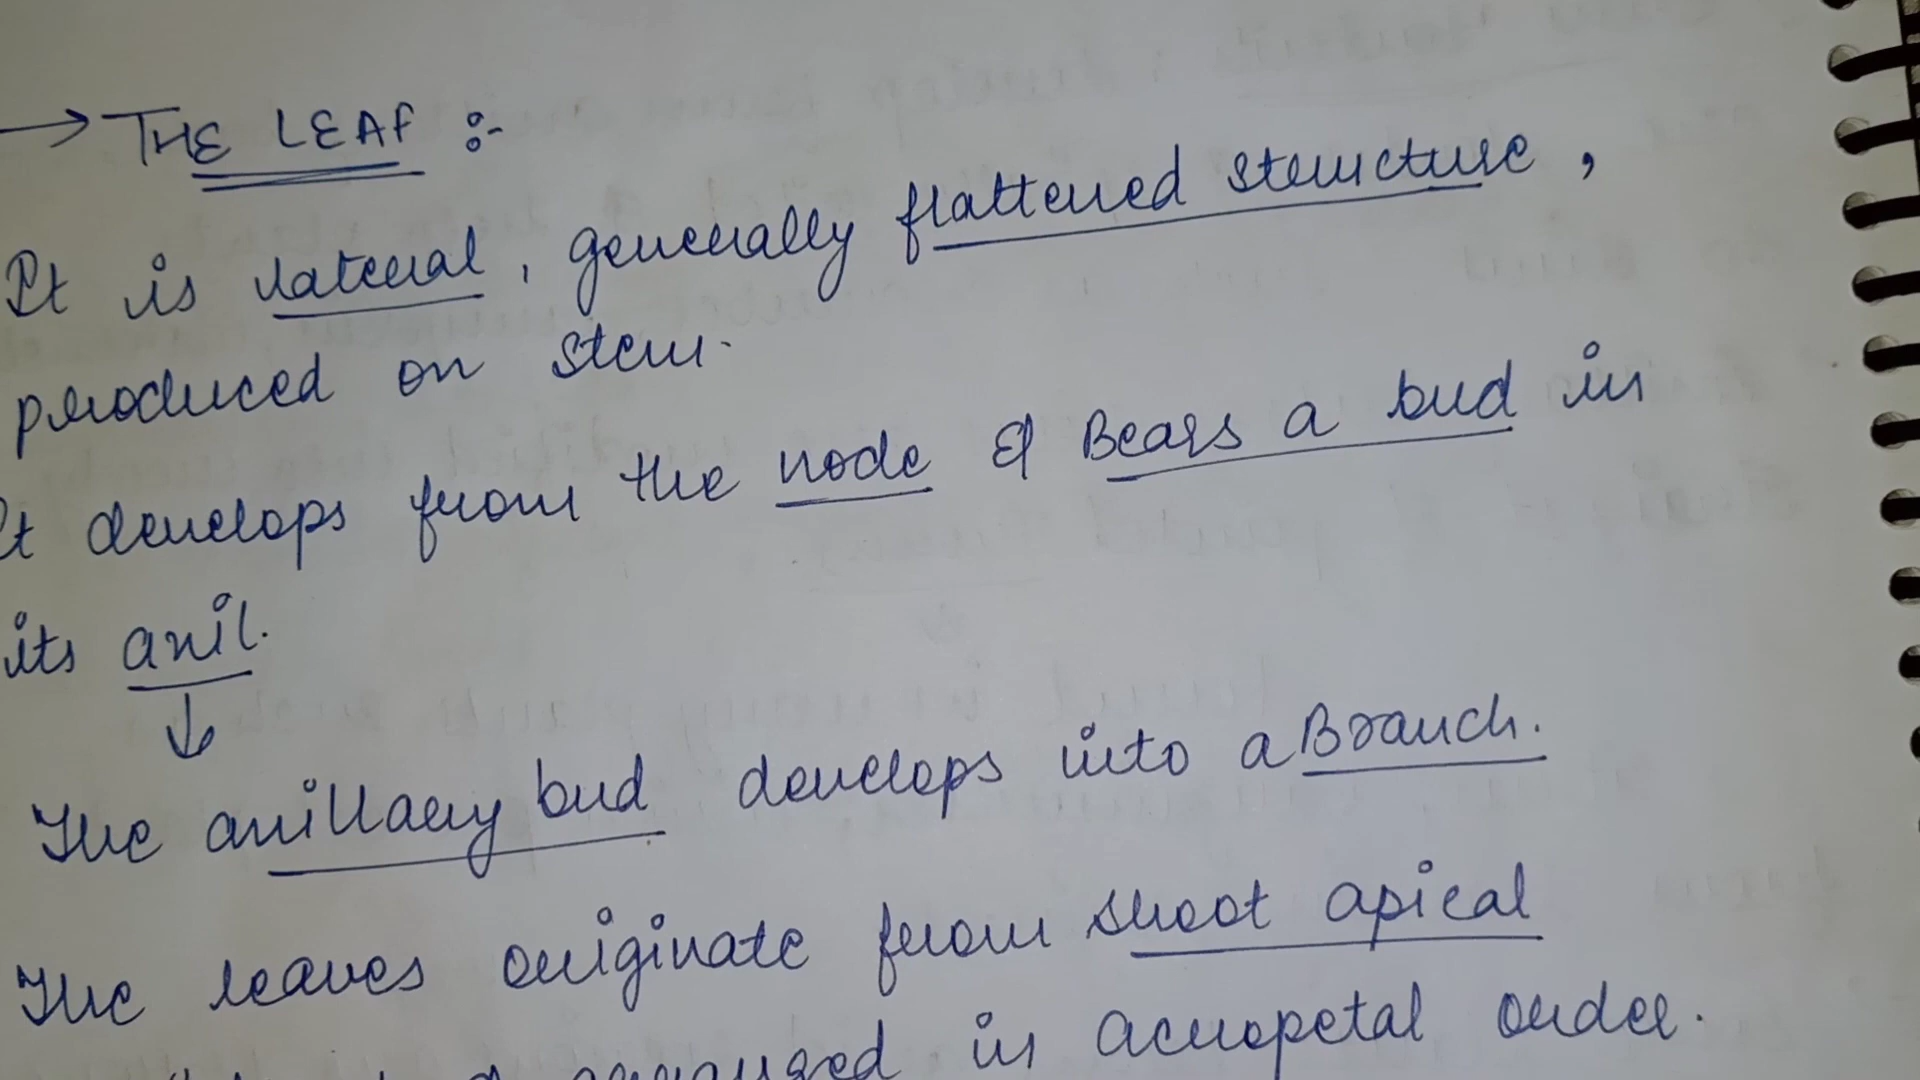 → THE LEAF :-
It is lateral, generally flattened structure,
produced on stem.
It develops from the node & Bears a bud in
its axil.
↓
The axillary bud develops into a Branch.
The leaves originate from shoot apical
arranged in acropetal order.